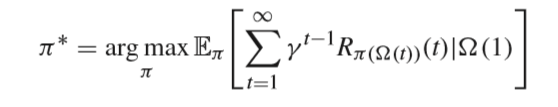 π* = arg max_π 𝔼_π [ ∑_{t=1}^{∞} γ^{t−1} R_{π(Ω(t))}(t)|Ω(1) ]